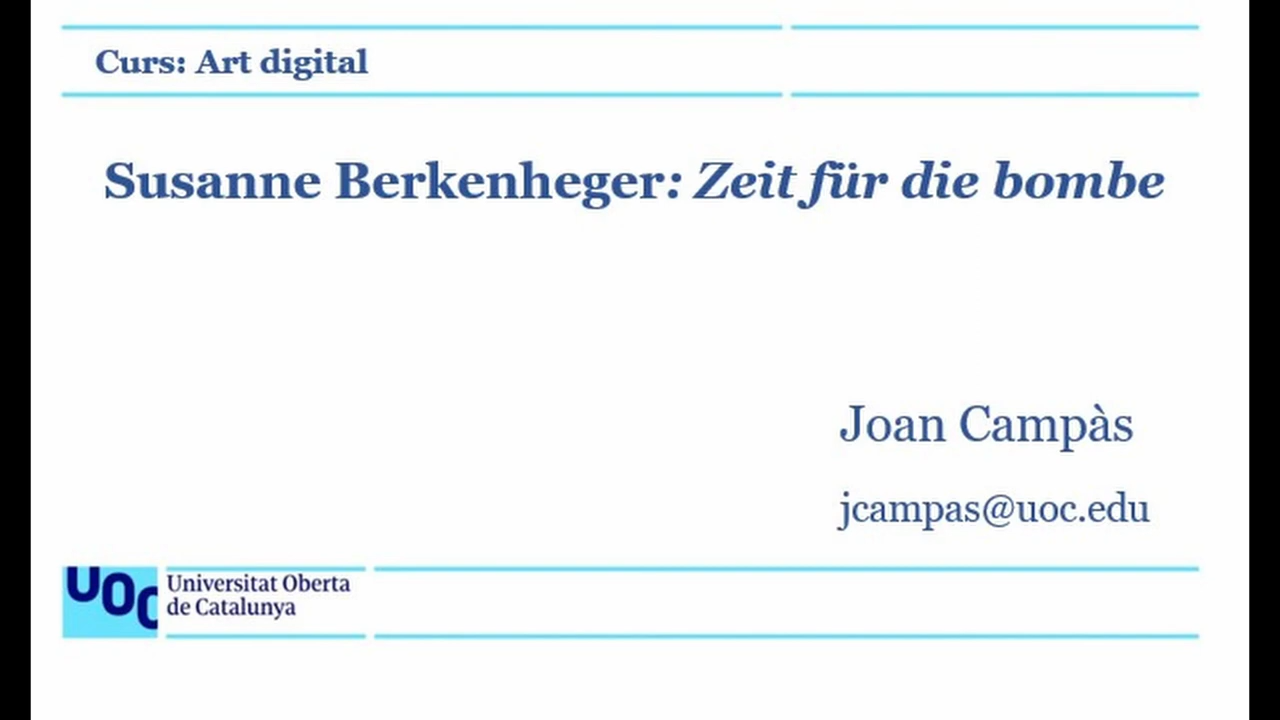 Curs: Art digital
Susanne Berkenheger: Zeit für die bombe
Joan Campàs
jcampas@uoc.edu
UOC
Universitat Oberta
de Catalunya